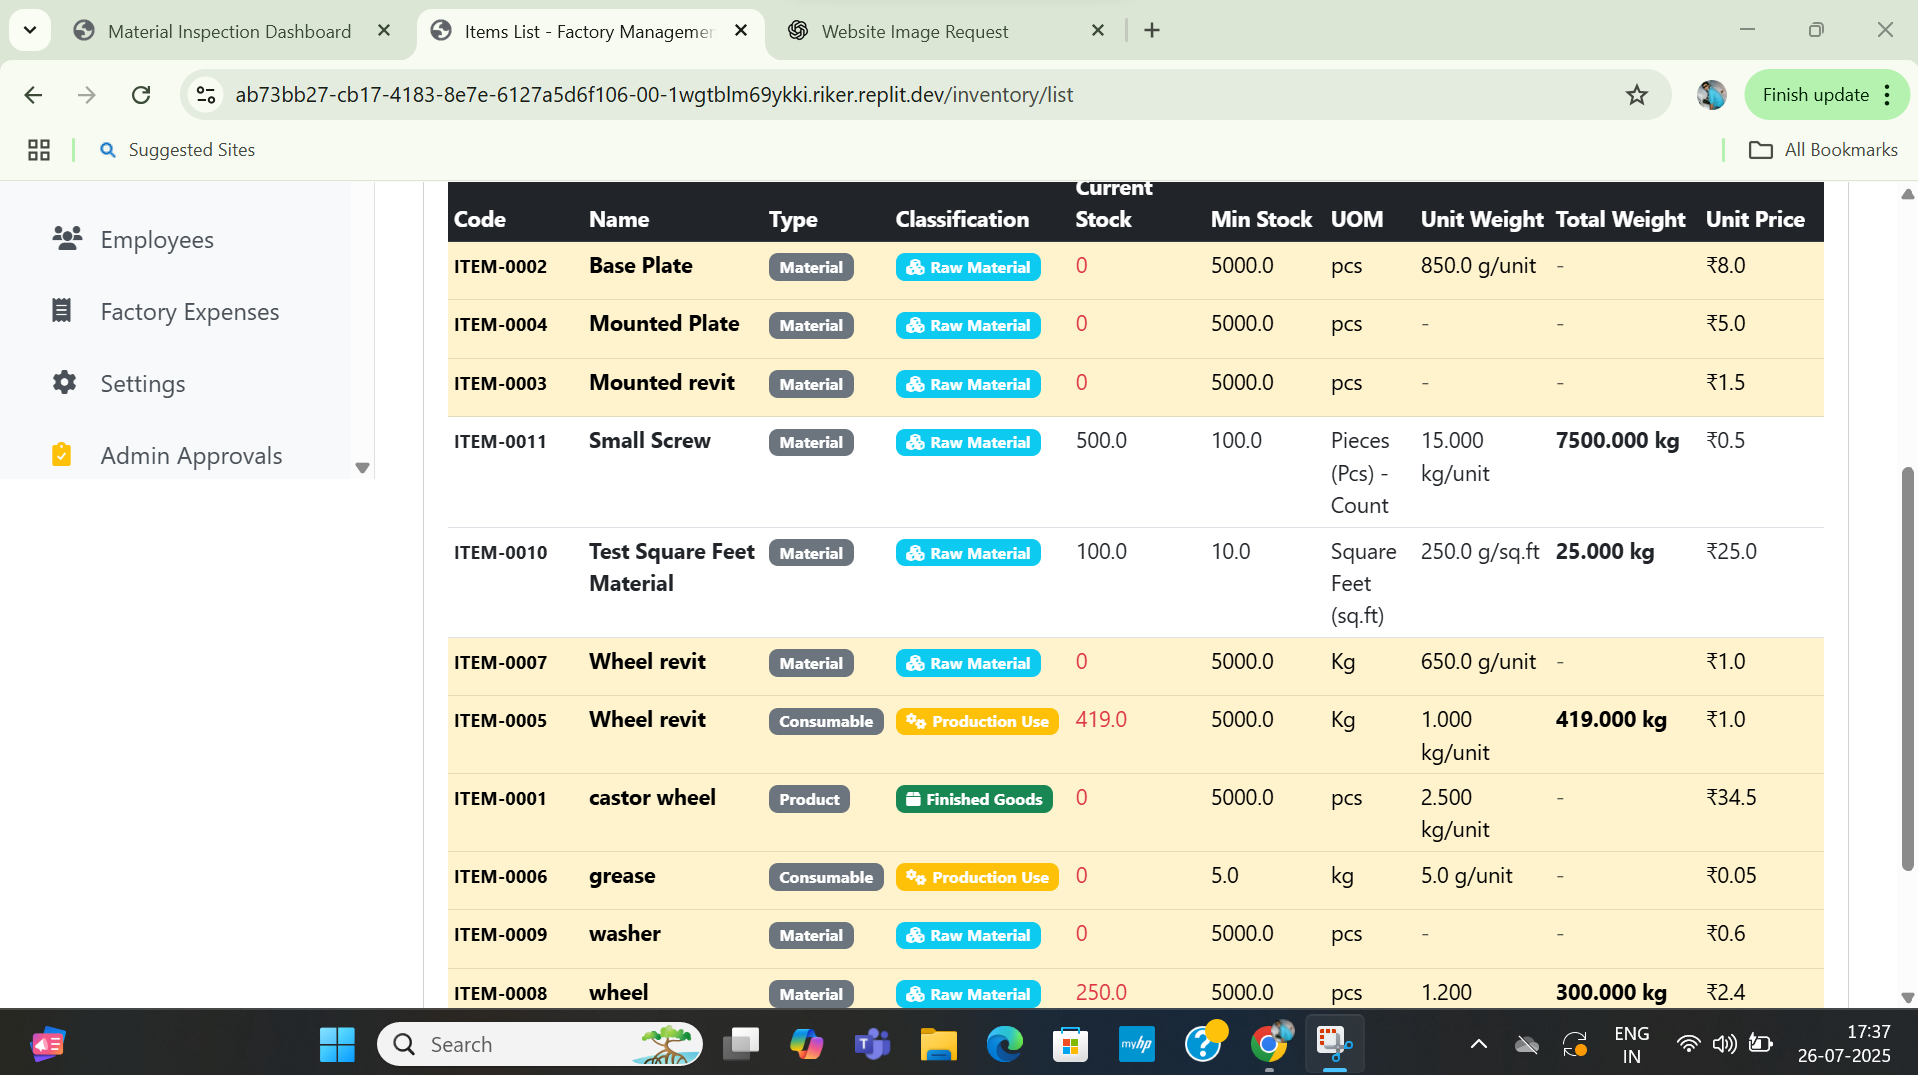 Material Inspection Dashboard
Items List - Factory Managemen
Website Image Request
ab73bb27-cb17-4183-8e7e-6127a5d6f106-00-1wgtblm69ykki.riker.replit.dev/inventory/list
Finish update
Suggested Sites
All Bookmarks
Employees
Factory Expenses
Settings
Admin Approvals
Code Name Type Classification Current Stock Min Stock UOM Unit Weight Total Weight Unit Price
ITEM-0002 Base Plate Material Raw Material 0 5000.0 pcs 850.0 g/unit - ₹8.0
ITEM-0004 Mounted Plate Material Raw Material 0 5000.0 pcs - - ₹5.0
ITEM-0003 Mounted revit Material Raw Material 0 5000.0 pcs - - ₹1.5
ITEM-0011 Small Screw Material Raw Material 500.0 100.0 Pieces (Pcs) - Count 15.000 kg/unit 7500.000 kg ₹0.5
ITEM-0010 Test Square Feet Material Material Raw Material 100.0 10.0 Square Feet (sq.ft) 250.0 g/sq.ft 25.000 kg ₹25.0
ITEM-0007 Wheel revit Material Raw Material 0 5000.0 Kg 650.0 g/unit - ₹1.0
ITEM-0005 Wheel revit Consumable Production Use 419.0 5000.0 Kg 1.000 kg/unit 419.000 kg ₹1.0
ITEM-0001 castor wheel Product Finished Goods 0 5000.0 pcs 2.500 kg/unit - ₹34.5
ITEM-0006 grease Consumable Production Use 0 5.0 kg 5.0 g/unit - ₹0.05
ITEM-0009 washer Material Raw Material 0 5000.0 pcs - - ₹0.6
ITEM-0008 wheel Material Raw Material 250.0 5000.0 pcs 1.200 300.000 kg ₹2.4
Search
myhp
ENG
IN
17:37
26-07-2025